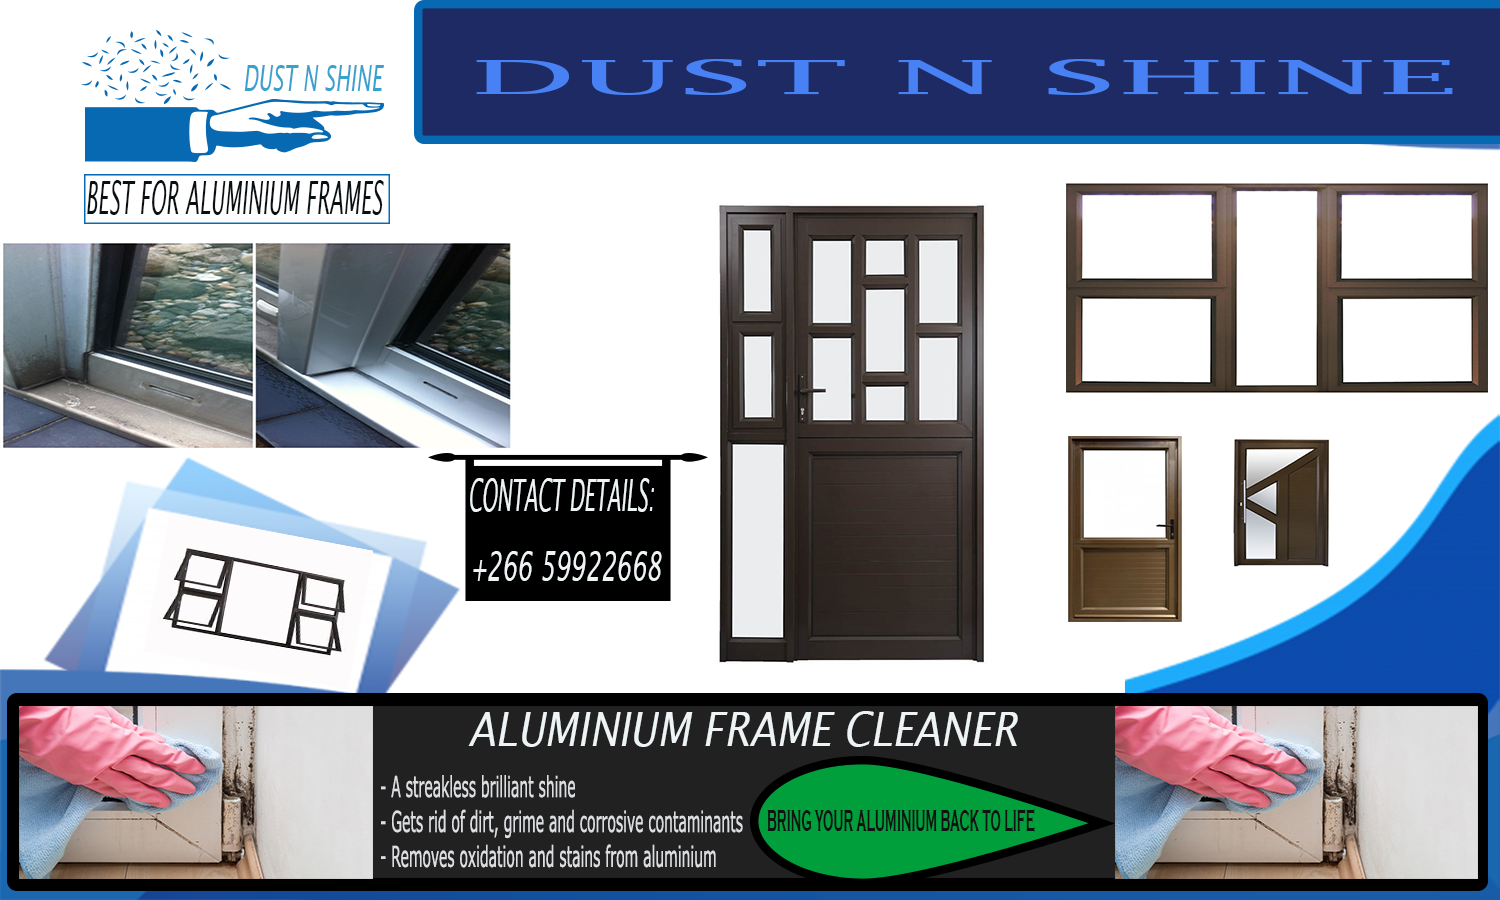 DUST N SHINE
DUST N SHINE
BEST FOR ALUMINIUM FRAMES
CONTACT DETAILS:
+266 59922668
ALUMINIUM FRAME CLEANER
- A streakless brilliant shine
- Gets rid of dirt, grime and corrosive contaminants
- Removes oxidation and stains from aluminium
BRING YOUR ALUMINIUM BACK TO LIFE